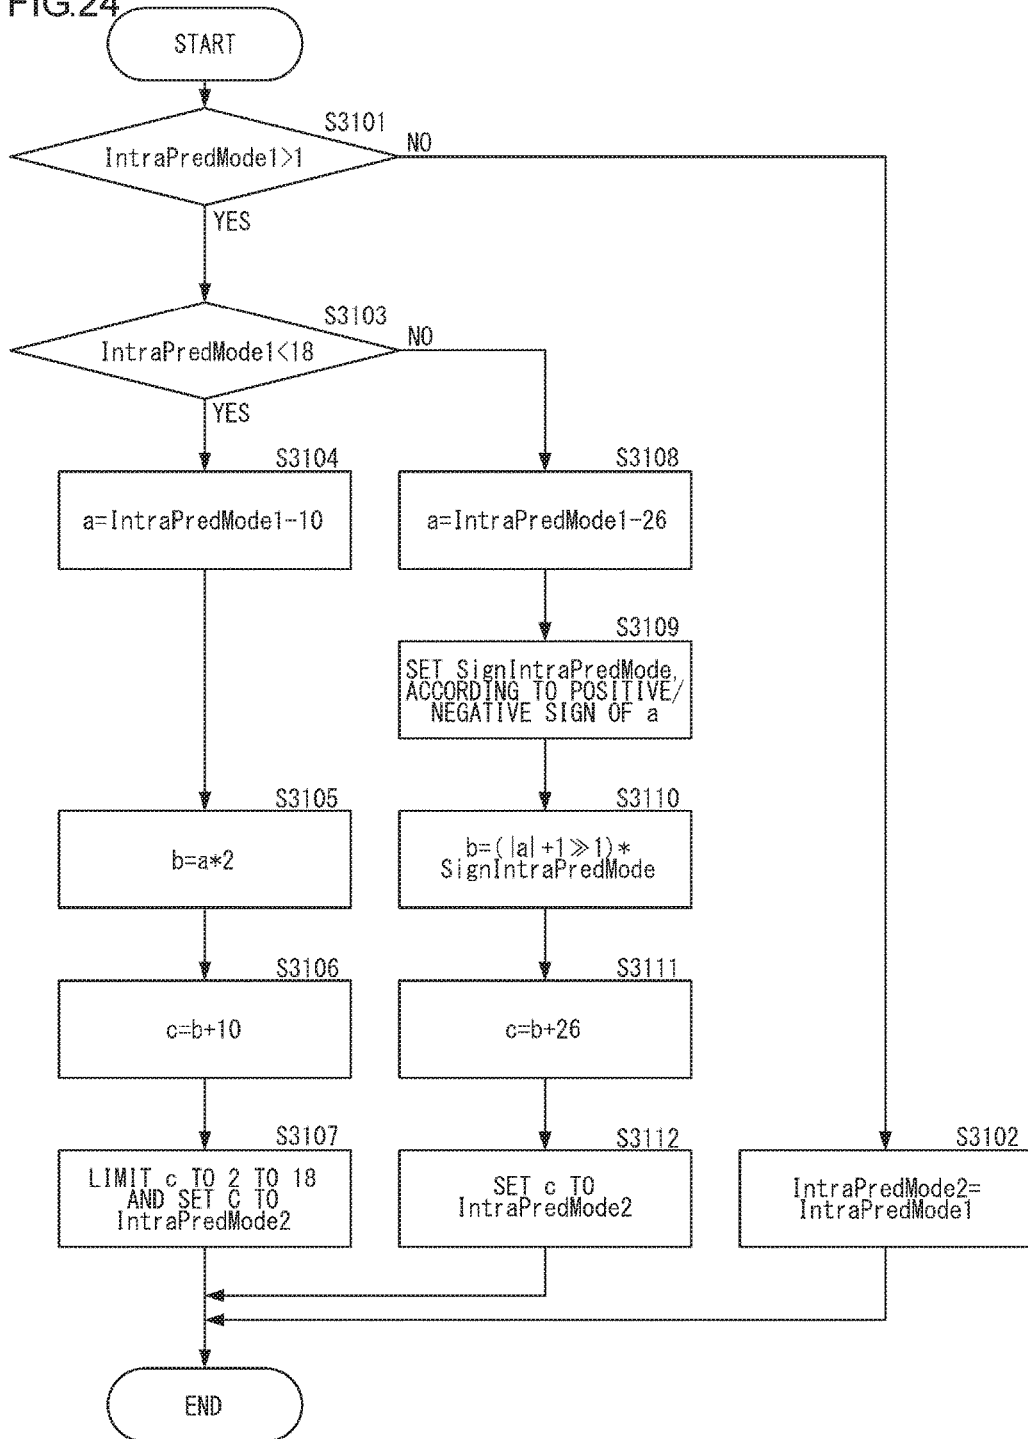 FIG.24
START
S3101
IntraPredMode1>1
NO
YES
S3103
IntraPredMode1<18
NO
YES
S3104
a=IntraPredMode1-10
S3108
a=IntraPredMode1-26
S3109
SET SignIntraPredMode,
ACCORDING TO POSITIVE/
NEGATIVE SIGN OF a
S3105
b=a*2
S3110
b=(|a|+1≫1)*
SignIntraPredMode
S3106
c=b+10
S3111
c=b+26
S3107
LIMIT c TO 2 TO 18
AND SET C TO
IntraPredMode2
S3112
SET c TO
IntraPredMode2
S3102
IntraPredMode2=
IntraPredMode1
END